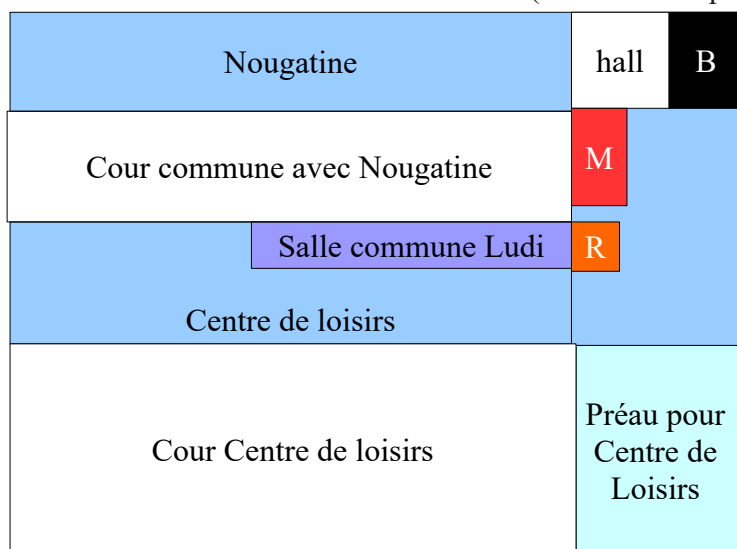 Nougatine
hall
B
Cour commune avec Nougatine
M
Salle commune Ludi
R
Centre de loisirs
Cour Centre de loisirs
Préau pour
Centre de
Loisirs